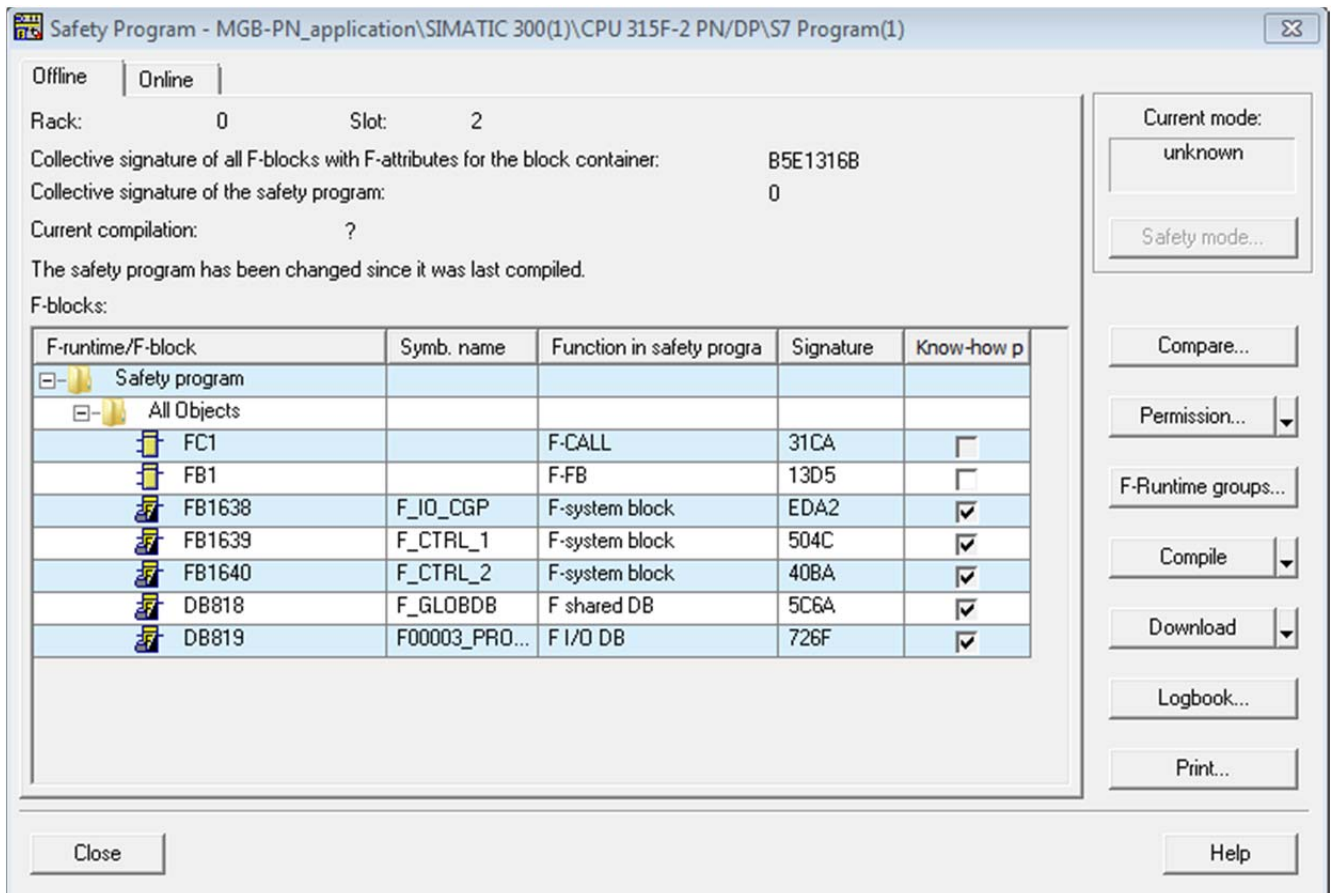 Safety Program - MGB-PN_application\SIMATIC 300(1)\CPU 315F-2 PN/DP\S7 Program(1)
Offline Online
Rack: 0 Slot: 2
Collective signature of all F-blocks with F-attributes for the block container: B5E1316B
Collective signature of the safety program: 0
Current compilation: ?
The safety program has been changed since it was last compiled.
F-blocks:
F-runtime/F-block Symb. name Function in safety progra Signature Know-how p
Safety program
All Objects
FC1 F-CALL 31CA
FB1 F-FB 13D5
FB1638 F_IO_CGP F-system block EDA2
FB1639 F_CTRL_1 F-system block 504C
FB1640 F_CTRL_2 F-system block 40BA
DB818 F_GLOBDB F shared DB 5C6A
DB819 F00003_PRO... F I/O DB 726F
Current mode:
unknown
Safety mode...
Compare...
Permission...
F-Runtime groups...
Compile
Download
Logbook...
Print...
Close Help